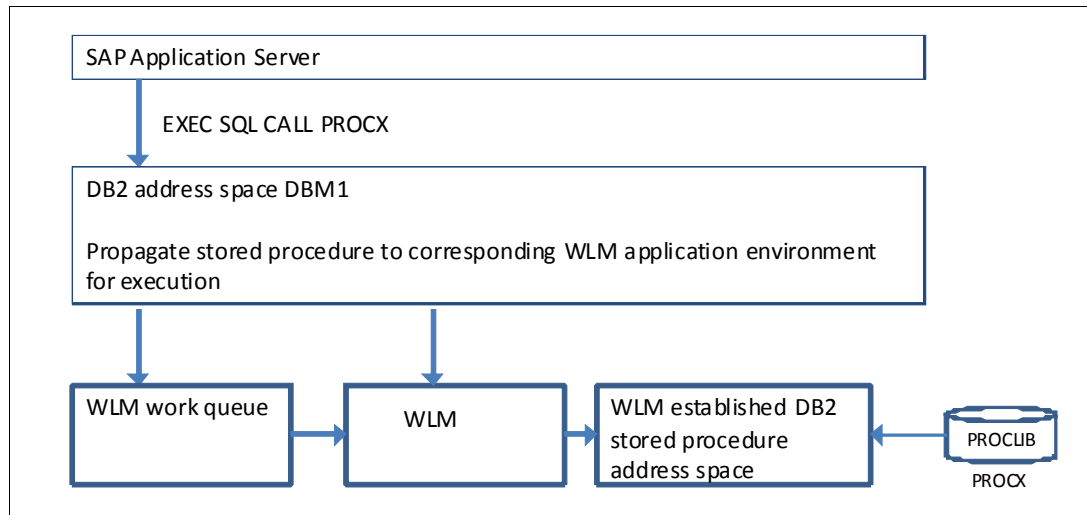 SAP Application Server
EXEC SQL CALL PROCX
DB2 address space DBM1
Propagate stored procedure to corresponding WLM application environment
for execution
WLM work queue
WLM
WLM established DB2
stored procedure
address space
PROCLIB
PROCX